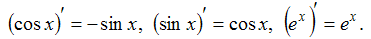 (cos x)′ = −sin x, (sin x)′ = cos x, (eˣ)′ = eˣ.